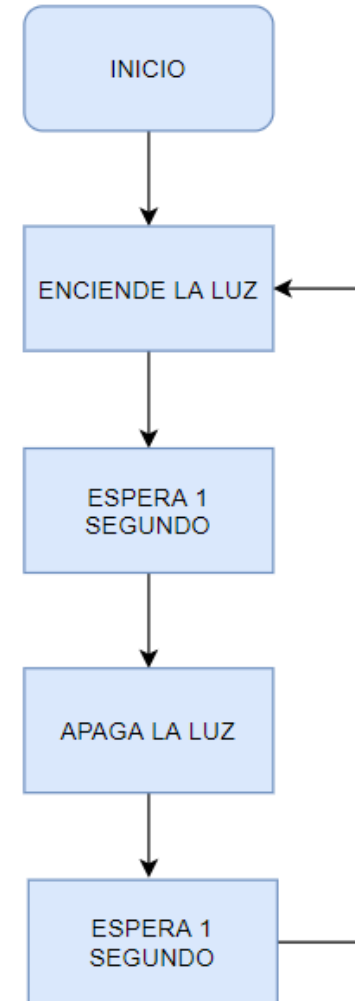 INICIO
ENCIENDE LA LUZ
ESPERA 1
SEGUNDO
APAGA LA LUZ
ESPERA 1
SEGUNDO